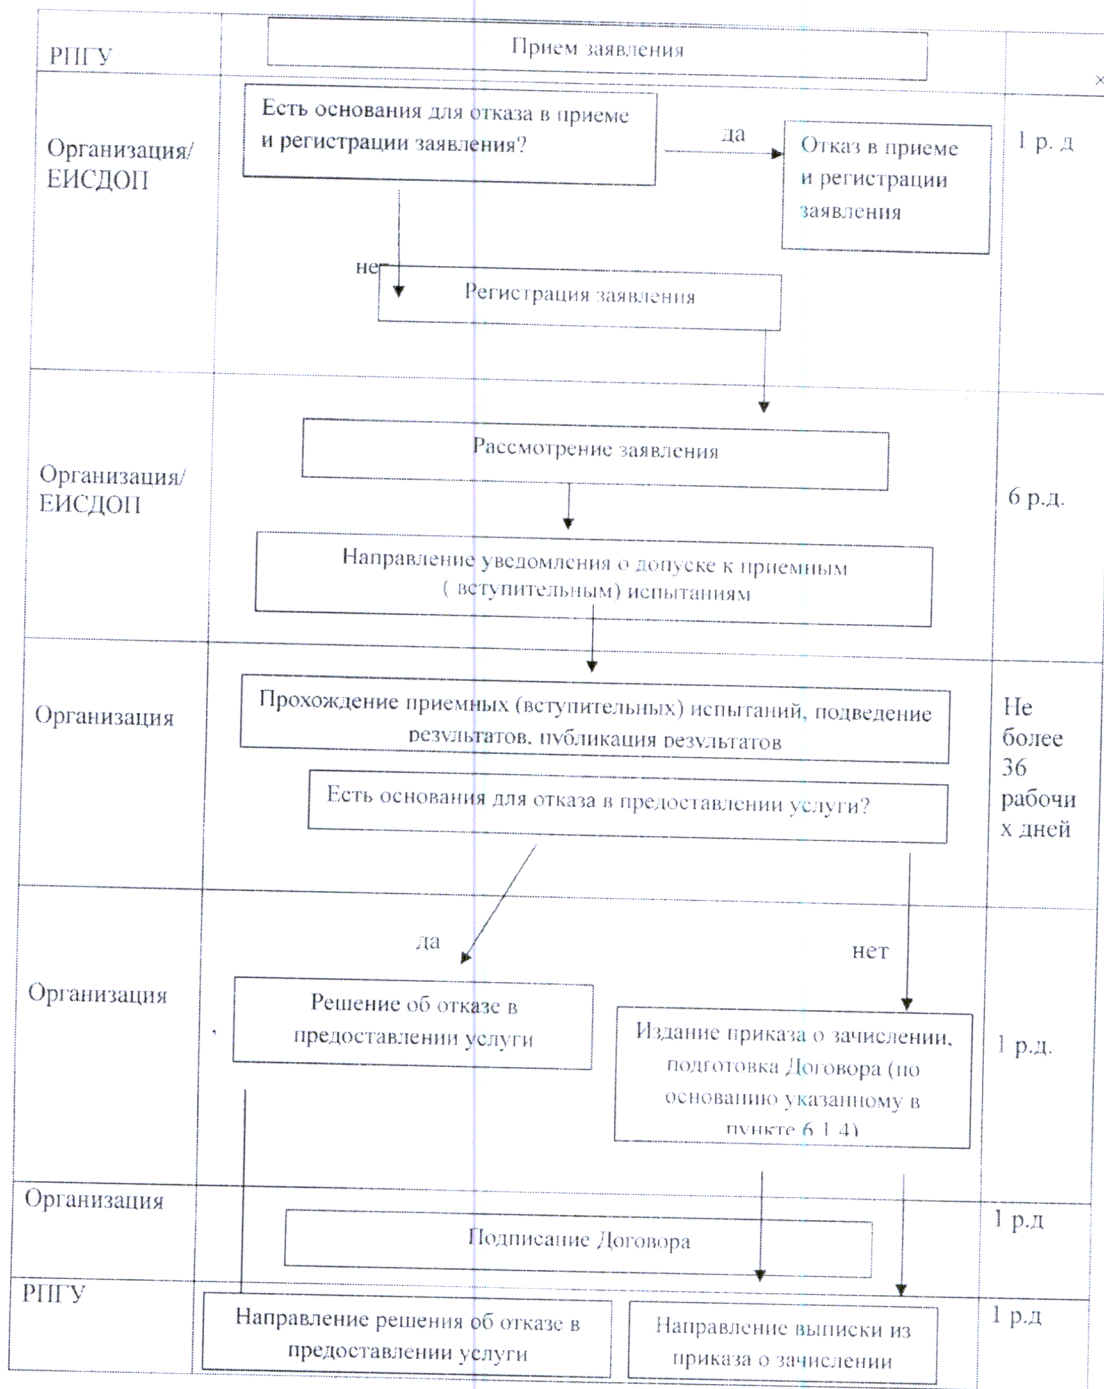 РПГУ
Прием заявления
Организация/
ЕИСДОП
Есть основания для отказа в приеме
и регистрации заявления?
да
Отказ в приеме
и регистрации
заявления
1 р. д
нет
Регистрация заявления
Организация/
ЕИСДОП
Рассмотрение заявления
6 р.д.
Направление уведомления о допуске к приемным
( вступительным) испытаниям
Организация
Прохождение приемных (вступительных) испытаний, подведение
результатов, публикация результатов
Есть основания для отказа в предоставлении услуги?
Не
более
36
рабочи
х дней
да
нет
Организация
Решение об отказе в
предоставлении услуги
Издание приказа о зачислении,
подготовка Договора (по
основанию указанному в
пункте 6.1.4)
1 р.д.
Организация
Подписание Договора
1 р.д
РПГУ
Направление решения об отказе в
предоставлении услуги
Направление выписки из
приказа о зачислении
1 р.д